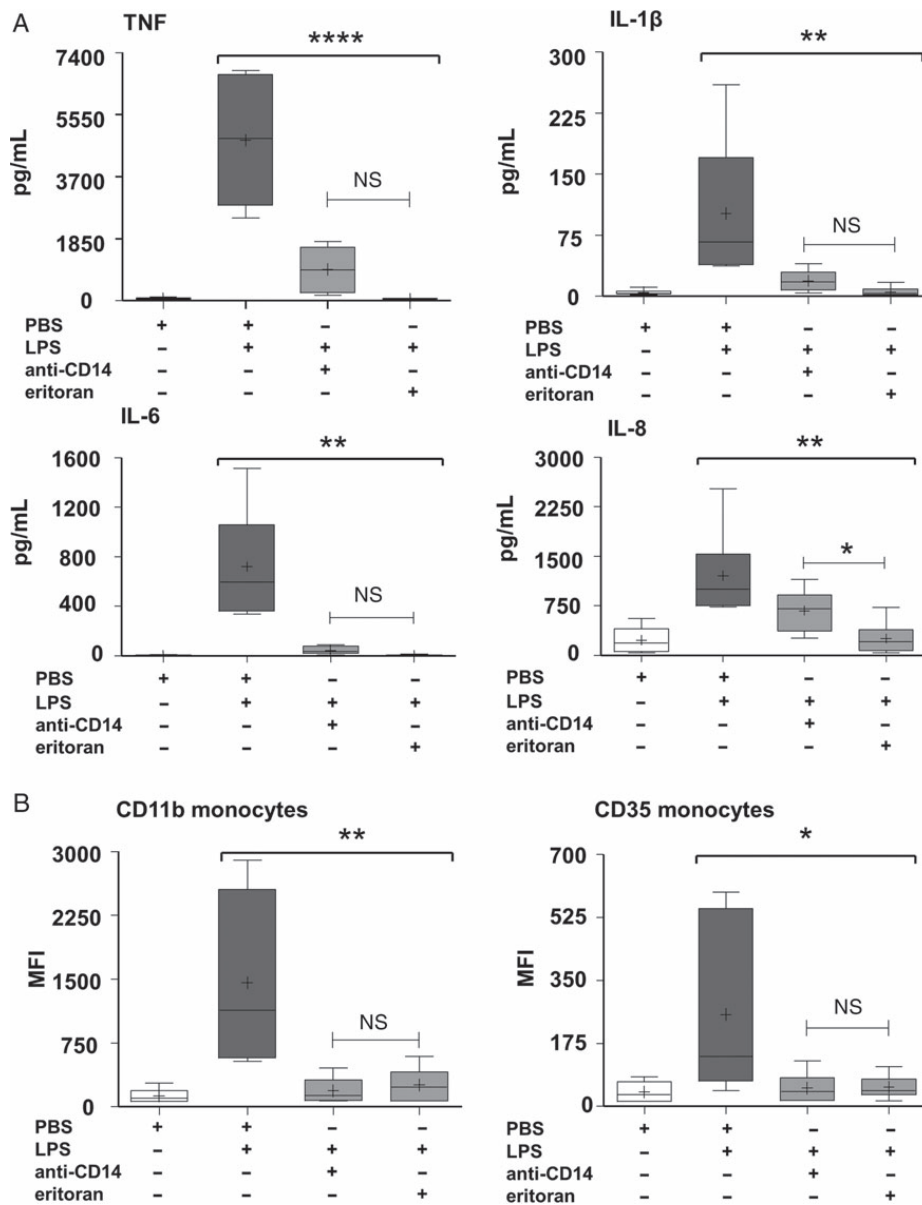 A
TNF
****
7400
5550
3700
1850
0
pg/mL
NS
PBS + + − −
LPS − + + +
anti-CD14 − − + −
eritoran − − − +
IL-1β
**
300
225
150
75
0
pg/mL
NS
PBS + + − −
LPS − + + +
anti-CD14 − − + −
eritoran − − − +
IL-6
**
1600
1200
800
400
0
pg/mL
NS
PBS + + − −
LPS − + + +
anti-CD14 − − + −
eritoran − − − +
IL-8
**
3000
2250
1500
750
0
pg/mL
*
PBS + + − −
LPS − + + +
anti-CD14 − − + −
eritoran − − − +
B
CD11b monocytes
**
3000
2250
1500
750
0
MFI
NS
PBS + + − −
LPS − + + +
anti-CD14 − − + −
eritoran − − − +
CD35 monocytes
*
700
525
350
175
0
MFI
NS
PBS + + − −
LPS − + + +
anti-CD14 − − + −
eritoran − − − +